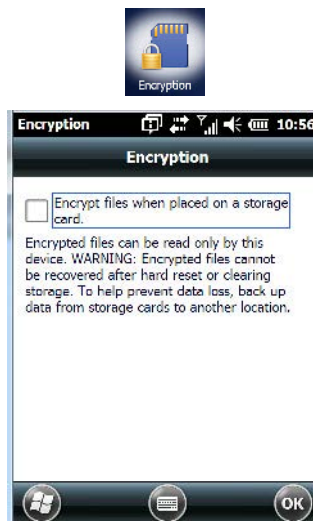 Encryption
Encryption 10:56
Encryption
Encrypt files when placed on a storage
card.
Encrypted files can be read only by this
device. WARNING: Encrypted files cannot
be recovered after hard reset or clearing
storage. To help prevent data loss, back up
data from storage cards to another location.
OK